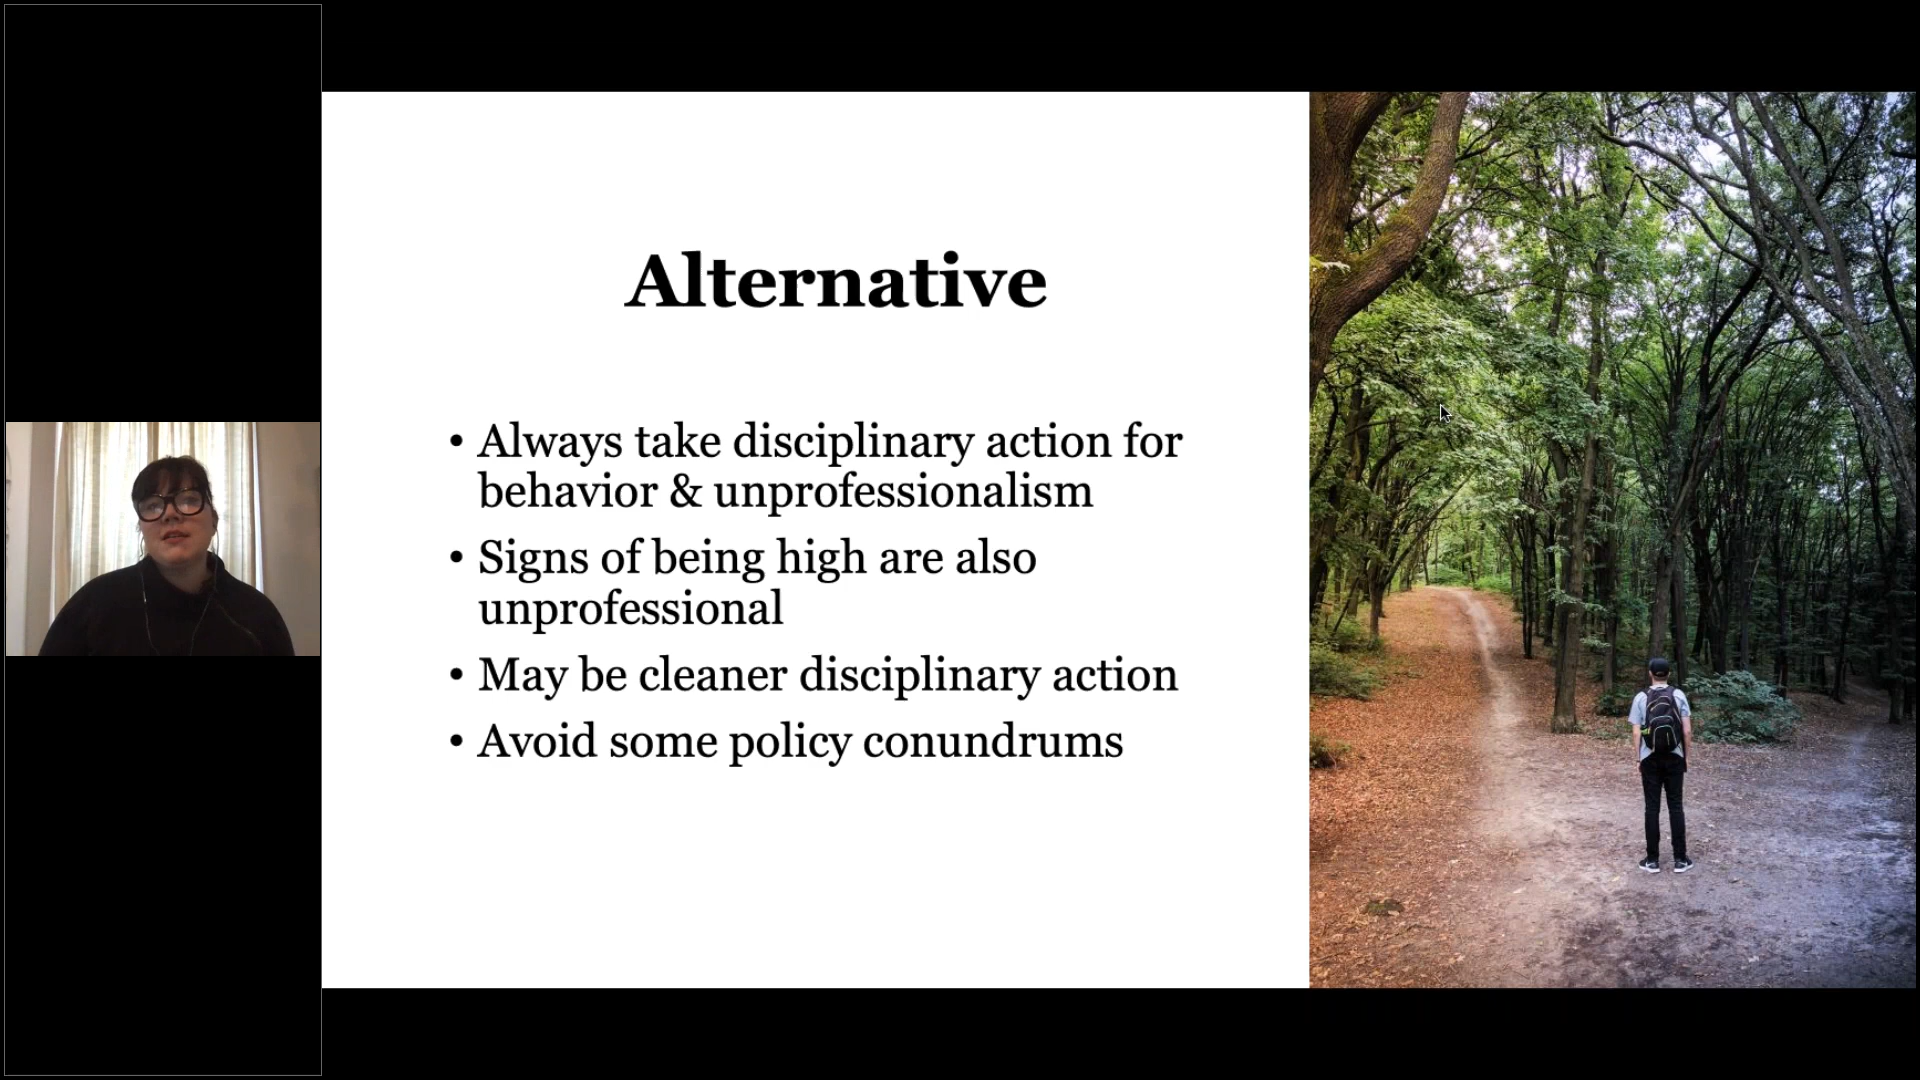 Alternative
• Always take disciplinary action for
behavior & unprofessionalism
• Signs of being high are also
unprofessional
• May be cleaner disciplinary action
• Avoid some policy conundrums